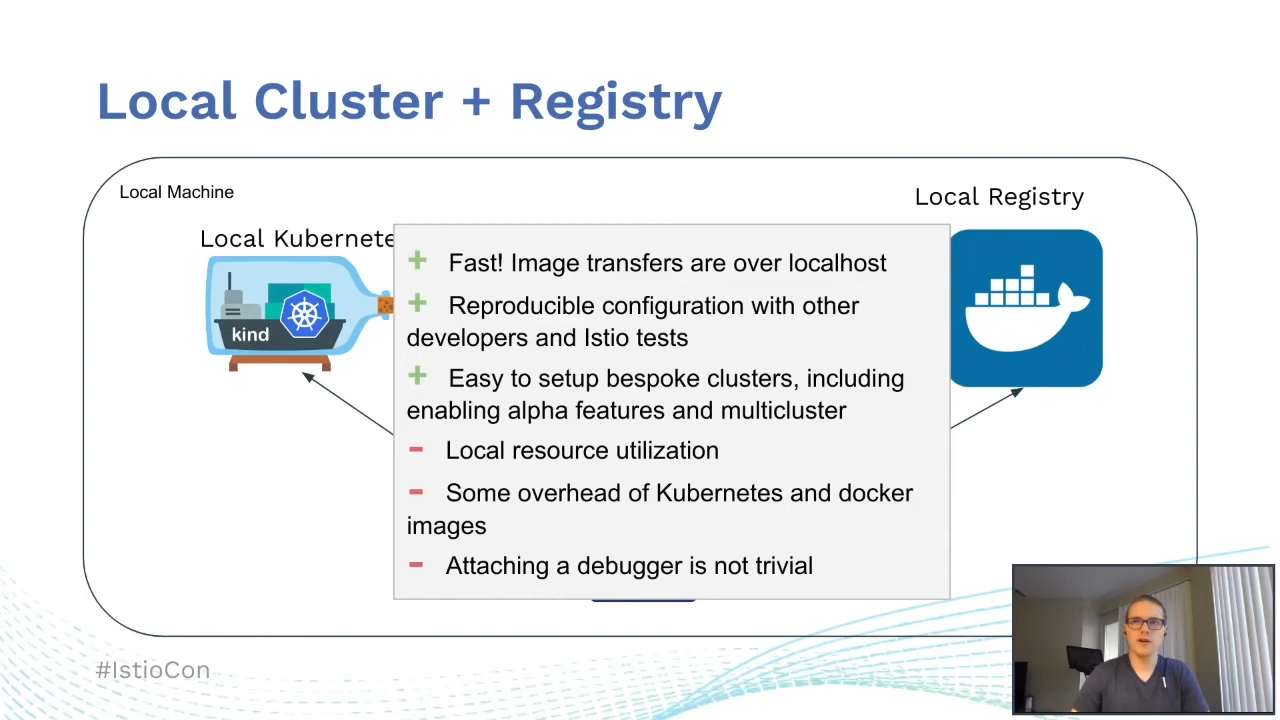 Local Cluster + Registry
Local Machine
Local Registry
Local Kubernete
kind
+ Fast! Image transfers are over localhost
+ Reproducible configuration with other
developers and Istio tests
+ Easy to setup bespoke clusters, including
enabling alpha features and multicluster
- Local resource utilization
- Some overhead of Kubernetes and docker
images
- Attaching a debugger is not trivial
#IstioCon